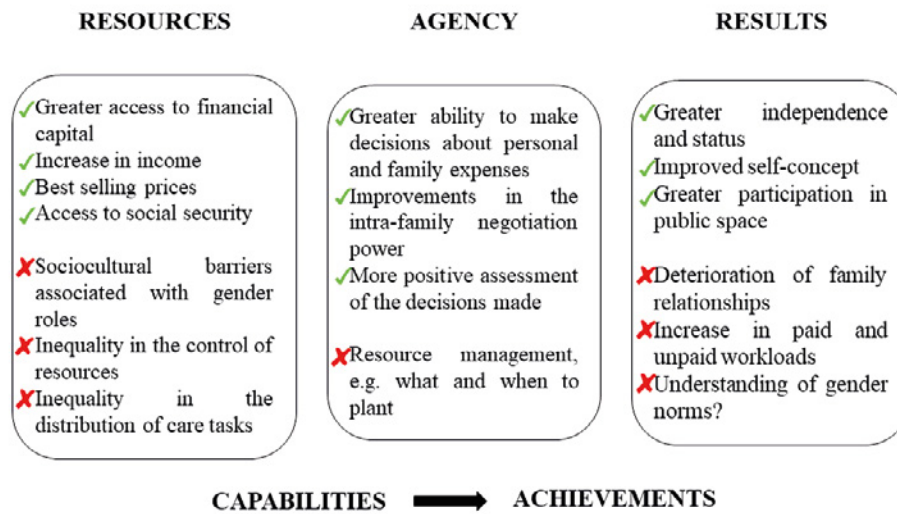 RESOURCES
AGENCY
RESULTS
✓Greater access to financial
capital
✓Increase in income
✓Best selling prices
✓Access to social security
✘Sociocultural barriers
associated with gender
roles
✘Inequality in the control of
resources
✘Inequality in the
distribution of care tasks
✓Greater ability to make
decisions about personal
and family expenses
✓Improvements in the
intra-family negotiation
power
✓More positive assessment
of the decisions made
✘Resource management,
e.g. what and when to
plant
✓Greater independence
and status
✓Improved self-concept
✓Greater participation in
public space
✘Deterioration of family
relationships
✘Increase in paid and
unpaid workloads
✘Understanding of gender
norms?
CAPABILITIES → ACHIEVEMENTS